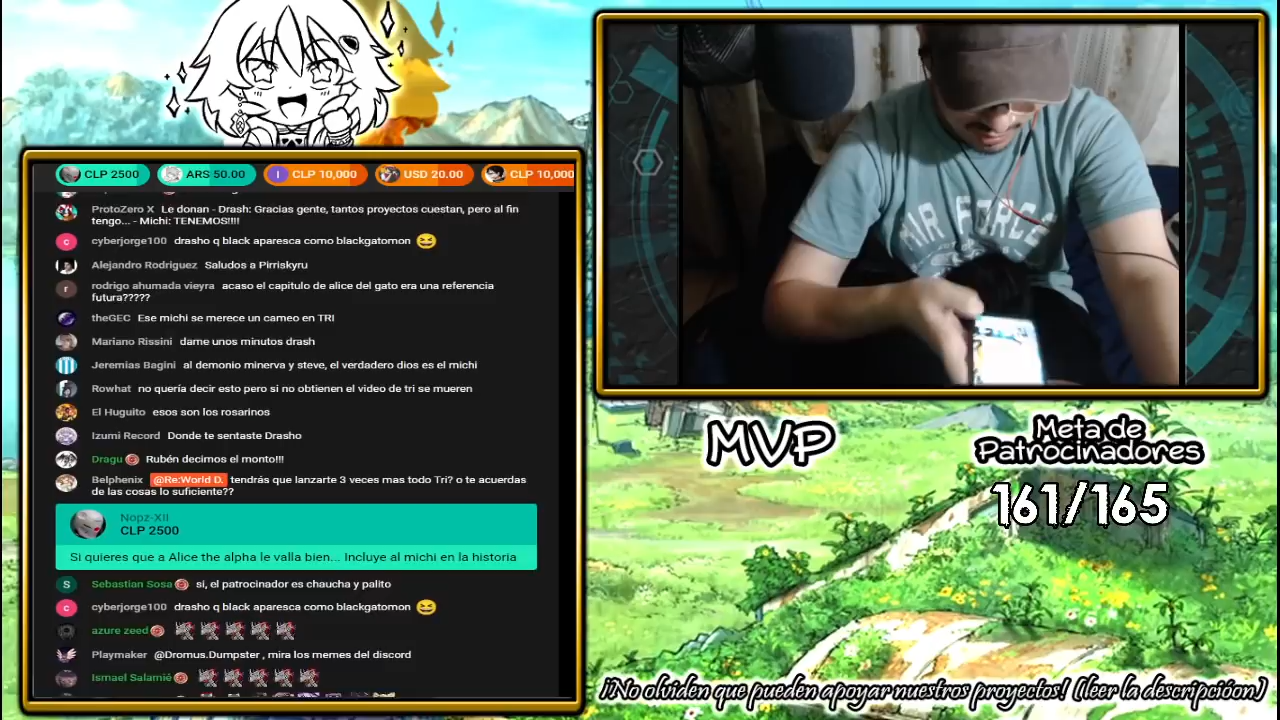 CLP 2500 ARS 50.00 I CLP 10,000 USD 20.00 CLP 10,000
ProtoZero X Le donan - Drash: Gracias gente, tantos proyectos cuestan, pero al fin
tengo... - Michi: TENEMOS!!!!
c cyberjorge100 drasho q black aparesca como blackgatomon 😆
Alejandro Rodriguez Saludos a Pirriskyru
r rodrigo ahumada vieyra acaso el capitulo de alice del gato era una referencia
futura?????
theGEC Ese michi se merece un cameo en TRI
Mariano Rissini dame unos minutos drash
Jeremias Bagini al demonio minerva y steve, el verdadero dios es el michi
Rowhat no quería decir esto pero si no obtienen el video de tri se mueren
El Huguito esos son los rosarinos
Izumi Record Donde te sentaste Drasho
Dragu Rubén decimos el monto!!!
Belphenix @Re:World D. tendrás que lanzarte 3 veces mas todo Tri? o te acuerdas
de las cosas lo suficiente??
Nopz-XII
CLP 2500
Si quieres que a Alice the alpha le valla bien... Incluye al michi en la historia
S Sebastian Sosa si, el patrocinador es chaucha y palito
c cyberjorge100 drasho q black aparesca como blackgatomon 😆
azure zeed
Playmaker @Dromus.Dumpster , mira los memes del discord
Ismael Salamié
AIR FORCE
MVP
Meta de
Patrocinadores
161/165
¡¡No olviden que pueden apoyar nuestros proyectos! (leer la descripcióon)